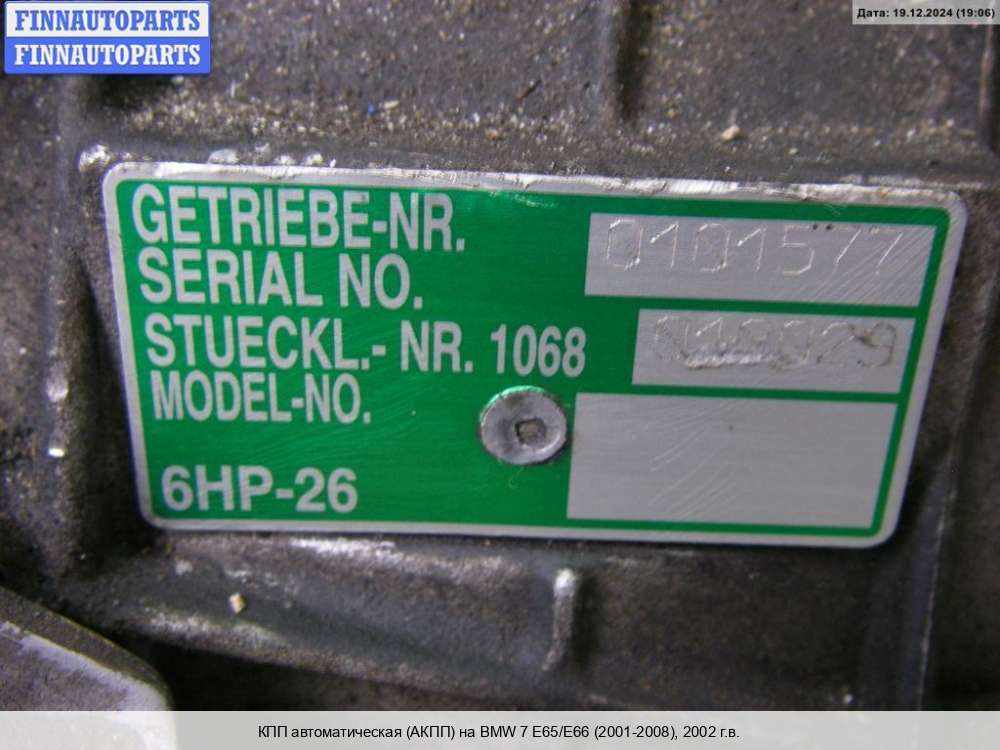 FINNAUTOPARTS
FINNAUTOPARTS
Дата: 19.12.2024 (19:06)
GETRIEBE-NR. 0101577
SERIAL NO.
STUECKL.- NR. 1068
MODEL-NO.
6HP-26
КПП автоматическая (АКПП) на BMW 7 E65/E66 (2001-2008), 2002 г.в.